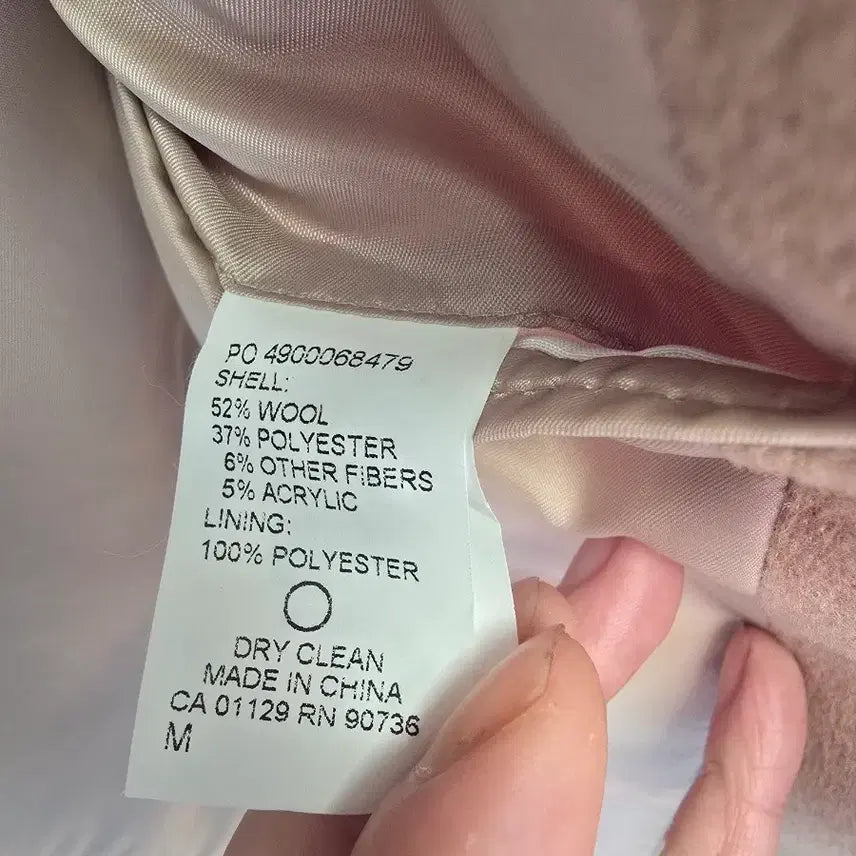 PO 4900068479
SHELL:
52% WOOL
37% POLYESTER
6% OTHER FIBERS
5% ACRYLIC
LINING:
100% POLYESTER
DRY CLEAN
MADE IN CHINA
CA 01129 RN 90736
M